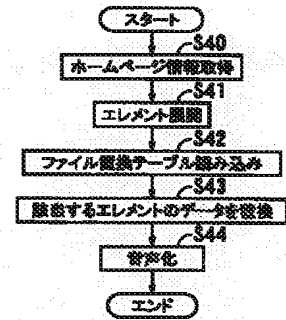 スタート
S40
ホームページ情報取得
S41
エレメント展開
S42
ファイル置換テーブル読み込み
S43
該当するエレメントのデータを置換
S44
音声化
エンド